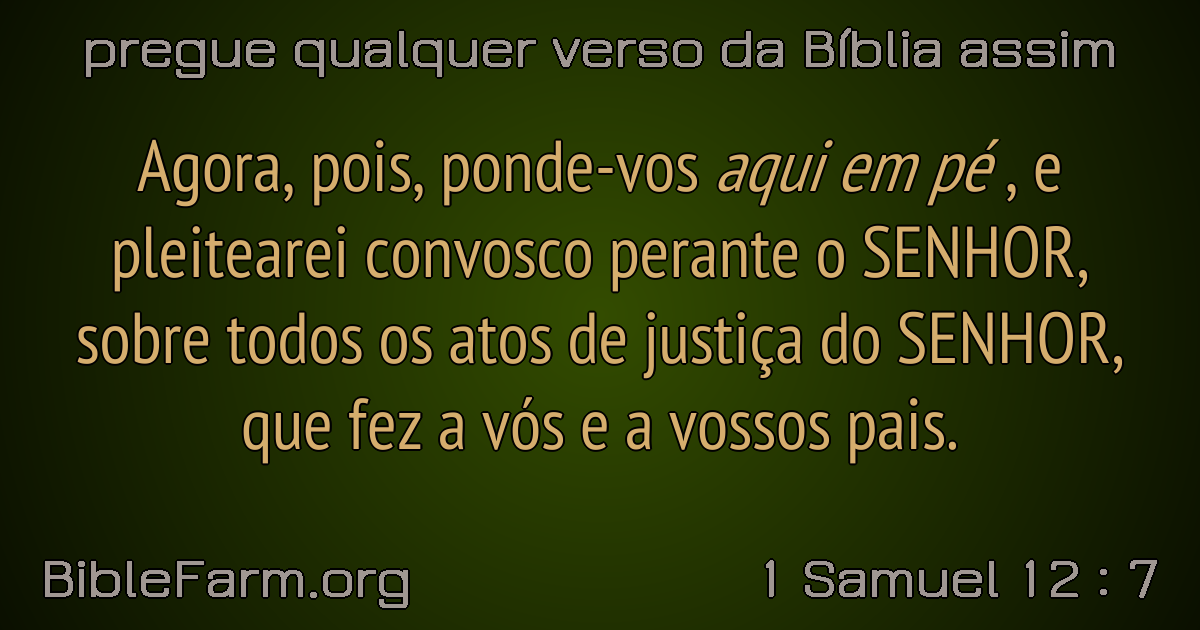 pregue qualquer verso da Bíblia assim
Agora, pois, ponde-vos aqui em pé , e
pleitearei convosco perante o SENHOR,
sobre todos os atos de justiça do SENHOR,
que fez a vós e a vossos pais.
BibleFarm.org
1 Samuel 12 : 7